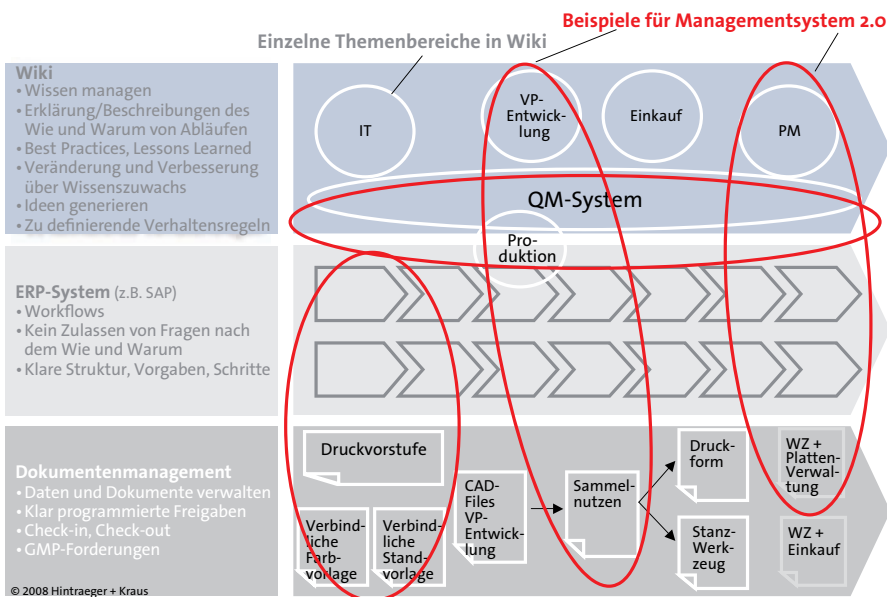 Beispiele für Managementsystem 2.0
Einzelne Themenbereiche in Wiki
Wiki
• Wissen managen
• Erklärung/Beschreibungen des
Wie und Warum von Abläufen
• Best Practices, Lessons Learned
• Veränderung und Verbesserung
über Wissenszuwachs
• Ideen generieren
• Zu definierende Verhaltensregeln
IT
VP-
Entwick-
lung
Einkauf
PM
QM-System
Pro-
duktion
ERP-System (z.B. SAP)
• Workflows
• Kein Zulassen von Fragen nach
dem Wie und Warum
• Klare Struktur, Vorgaben, Schritte
Dokumentenmanagement
• Daten und Dokumente verwalten
• Klar programmierte Freigaben
• Check-in, Check-out
• GMP-Forderungen
Druckvorstufe
Verbind-
liche
Farb-
vorlage
Verbind-
liche
Stand-
vorlage
CAD-
Files
VP-
Entwick-
lung
Sammel-
nutzen
Druck-
form
Stanz-
Werk-
zeug
WZ +
Platten-
Verwal-
tung
WZ +
Einkauf
© 2008 Hintraeger + Kraus